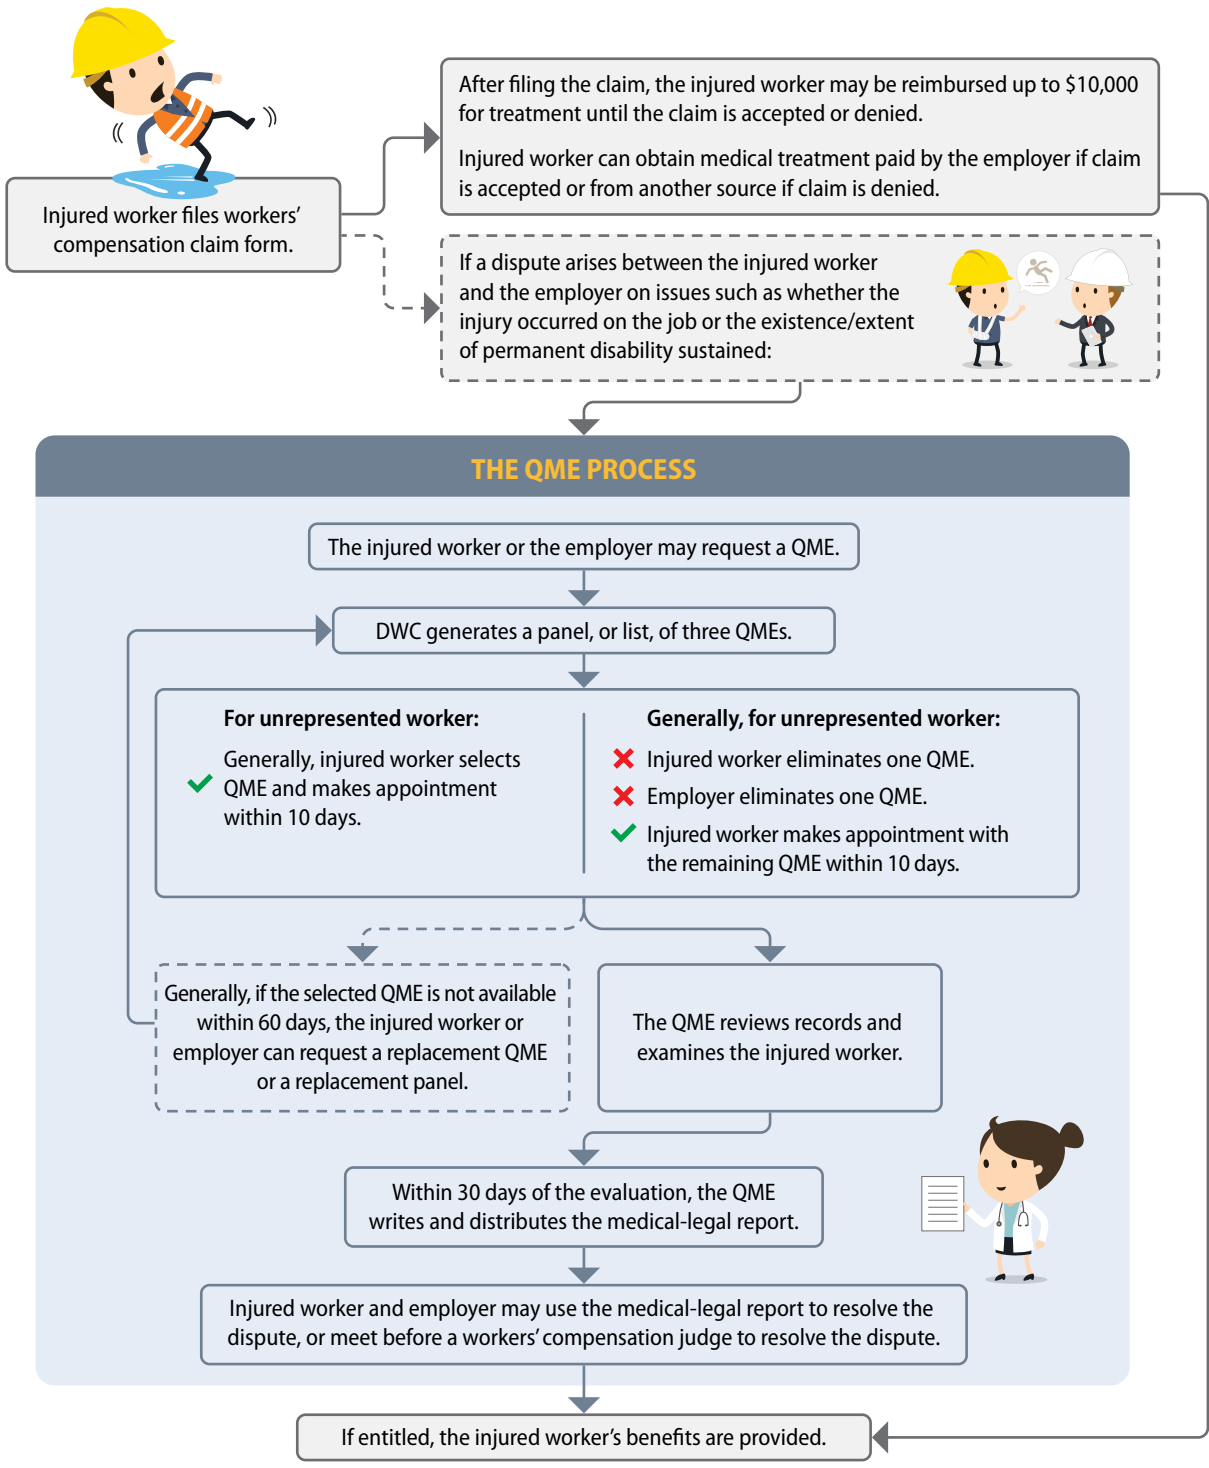 After filing the claim, the injured worker may be reimbursed up to $10,000
for treatment until the claim is accepted or denied.
Injured worker can obtain medical treatment paid by the employer if claim
is accepted or from another source if claim is denied.
Injured worker files workers’
compensation claim form.
If a dispute arises between the injured worker
and the employer on issues such as whether the
injury occurred on the job or the existence/extent
of permanent disability sustained:
THE QME PROCESS
The injured worker or the employer may request a QME.
DWC generates a panel, or list, of three QMEs.
For unrepresented worker:
Generally, injured worker selects
QME and makes appointment
within 10 days.
Generally, for unrepresented worker:
Injured worker eliminates one QME.
Employer eliminates one QME.
Injured worker makes appointment with
the remaining QME within 10 days.
Generally, if the selected QME is not available
within 60 days, the injured worker or
employer can request a replacement QME
or a replacement panel.
The QME reviews records and
examines the injured worker.
Within 30 days of the evaluation, the QME
writes and distributes the medical-legal report.
Injured worker and employer may use the medical-legal report to resolve the
dispute, or meet before a workers’ compensation judge to resolve the dispute.
If entitled, the injured worker’s benefits are provided.